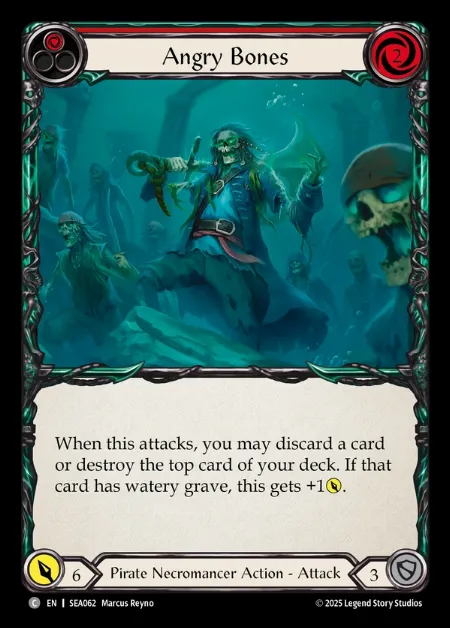 Angry Bones
2
When this attacks, you may discard a card
or destroy the top card of your deck. If that
card has watery grave, this gets +1.
6
Pirate Necromancer Action - Attack
3
C EN | SEA062 Marcus Reyno
© 2025 Legend Story Studios